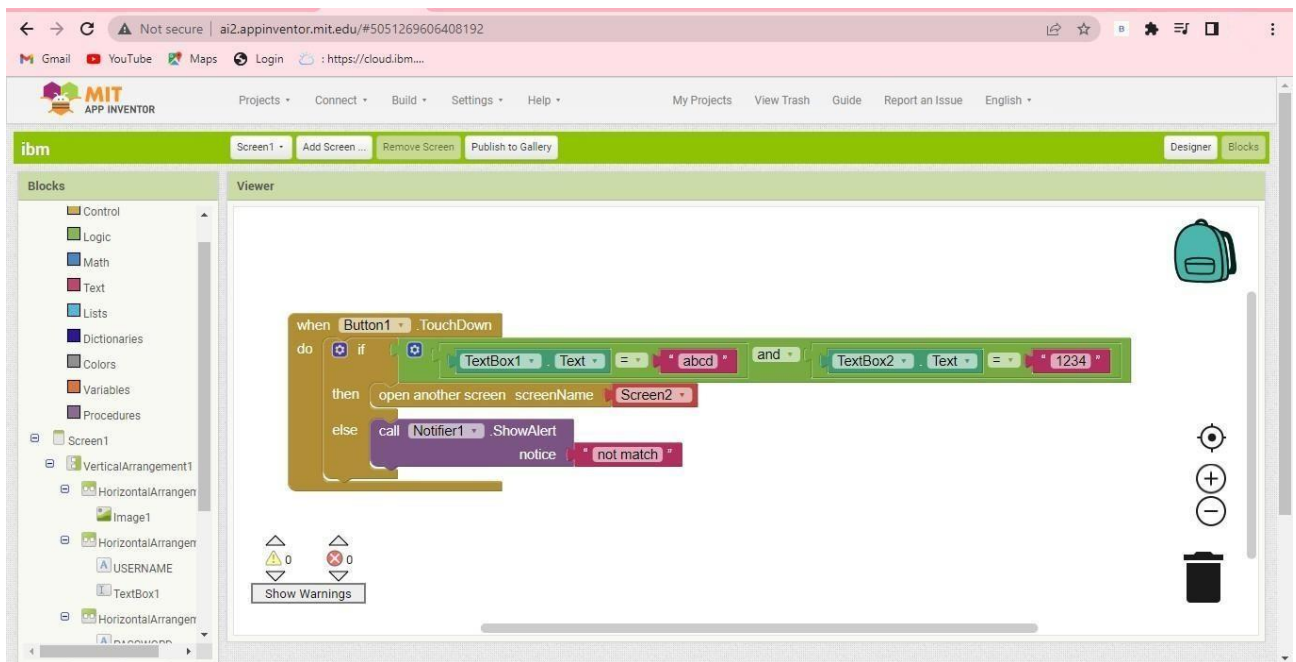 Not secure | ai2.appinventor.mit.edu/#5051269606408192
Gmail YouTube Maps Login : https://cloud.ibm....
MIT
APP INVENTOR
Projects Connect Build Settings Help My Projects View Trash Guide Report an Issue English
ibm Screen1 Add Screen ... Remove Screen Publish to Gallery Designer Blocks
Blocks Viewer
Control
Logic
Math
Text
Lists
Dictionaries
Colors
Variables
Procedures
Screen1
VerticalArrangement1
HorizontalArrangem
Image1
HorizontalArrangem
USERNAME
TextBox1
HorizontalArrangem
when Button1 .TouchDown
do if TextBox1 . Text = " abcd " and TextBox2 . Text = " 1234 "
then open another screen screenName Screen2
else call Notifier1 .ShowAlert
notice " not match "
0 0
Show Warnings